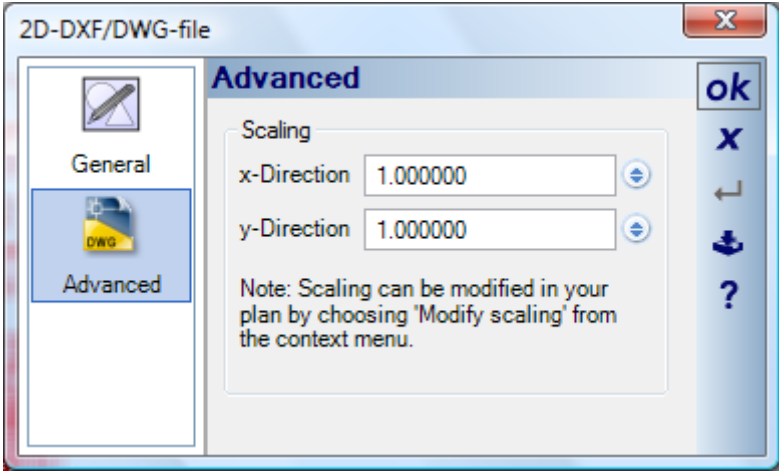 2D-DXF/DWG-file
General
DWG
Advanced
Advanced
Scaling
x-Direction 1.000000
y-Direction 1.000000
Note: Scaling can be modified in your
plan by choosing 'Modify scaling' from
the context menu.
ok
x
?